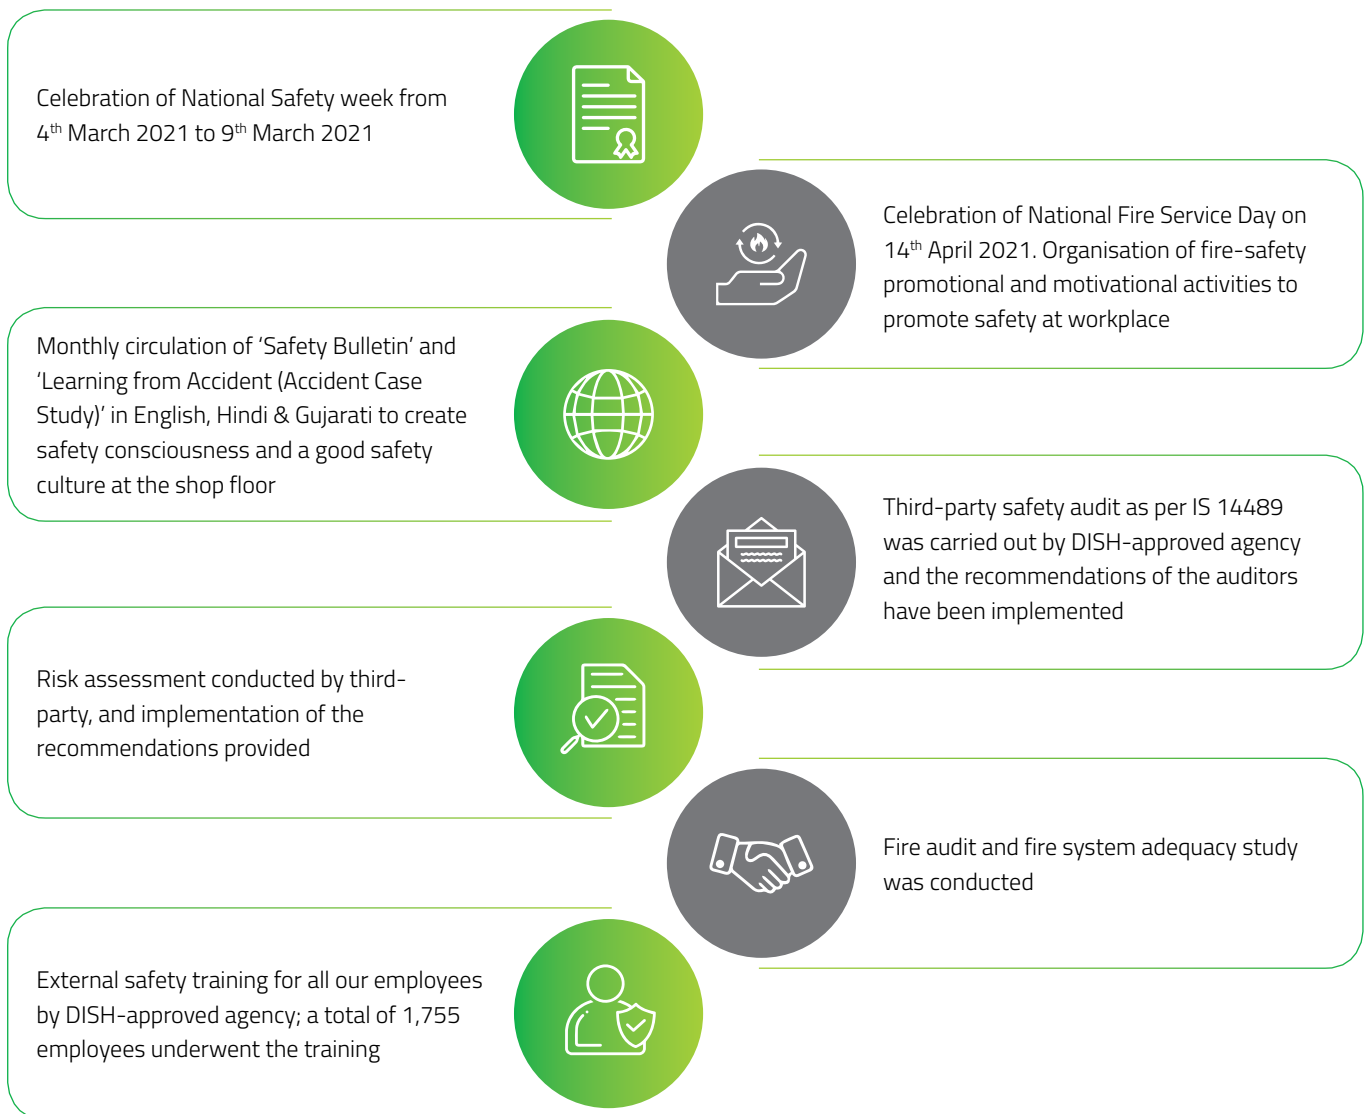 Celebration of National Safety week from
4th March 2021 to 9th March 2021
Celebration of National Fire Service Day on
14th April 2021. Organisation of fire-safety
promotional and motivational activities to
promote safety at workplace
Monthly circulation of ‘Safety Bulletin’ and
‘Learning from Accident (Accident Case
Study)’ in English, Hindi & Gujarati to create
safety consciousness and a good safety
culture at the shop floor
Third-party safety audit as per IS 14489
was carried out by DISH-approved agency
and the recommendations of the auditors
have been implemented
Risk assessment conducted by third-
party, and implementation of the
recommendations provided
Fire audit and fire system adequacy study
was conducted
External safety training for all our employees
by DISH-approved agency; a total of 1,755
employees underwent the training